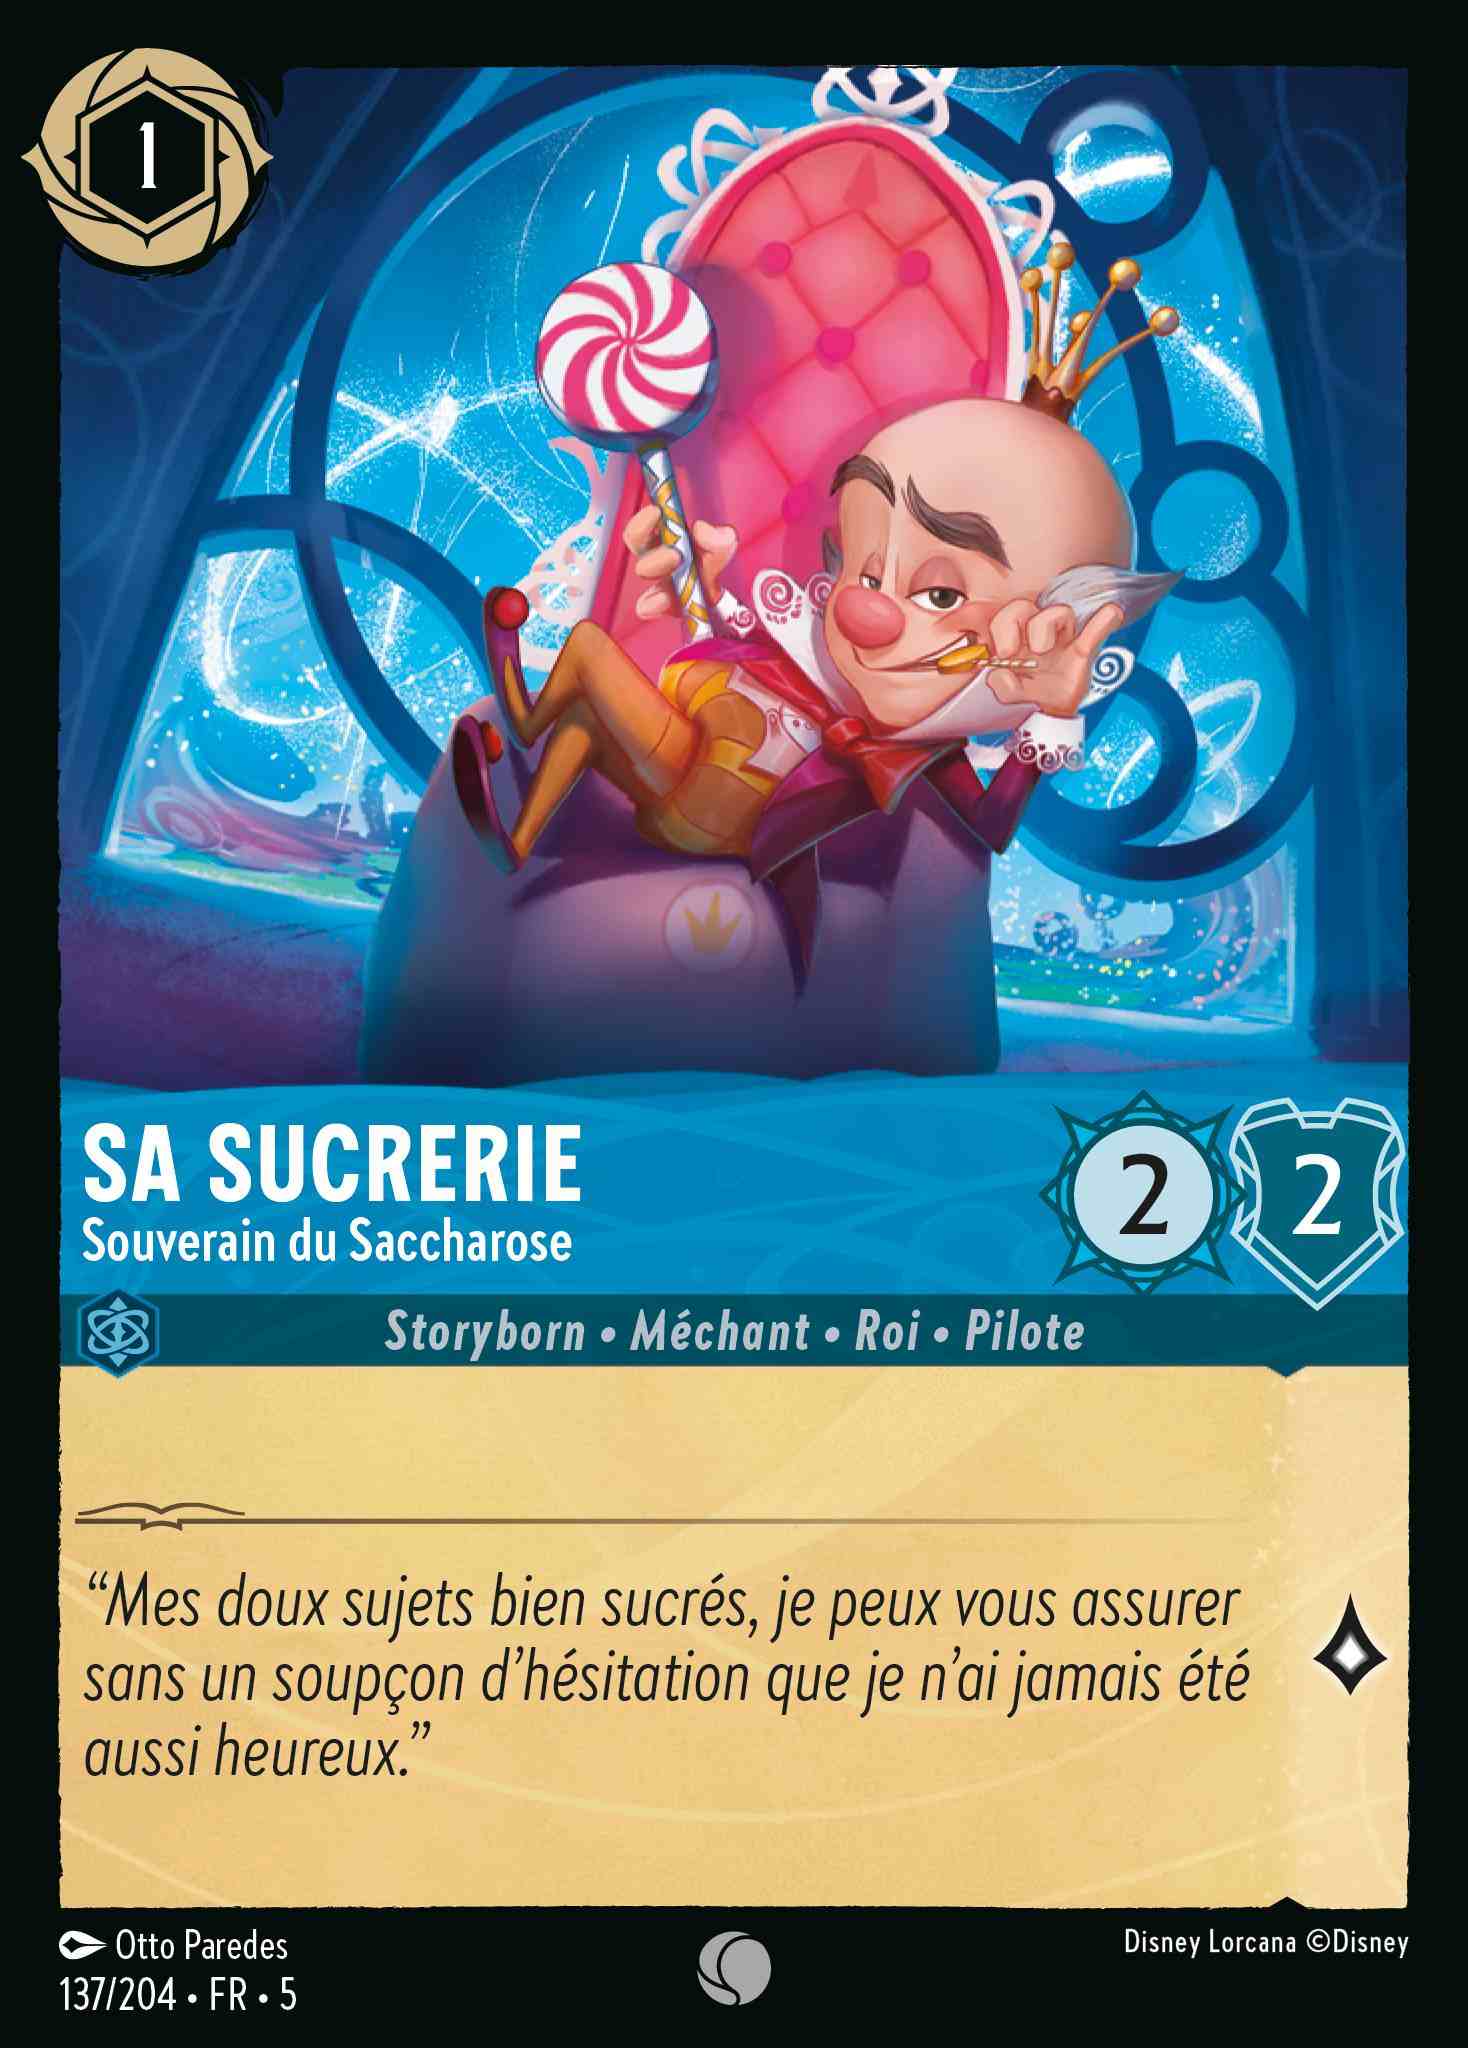 1
SA SUCRERIE
Souverain du Saccharose
2
2
Storyborn • Méchant • Roi • Pilote
“Mes doux sujets bien sucrés, je peux vous assurer
sans un soupçon d’hésitation que je n’ai jamais été
aussi heureux.”
Otto Paredes
Disney Lorcana ©Disney
137/204 • FR • 5